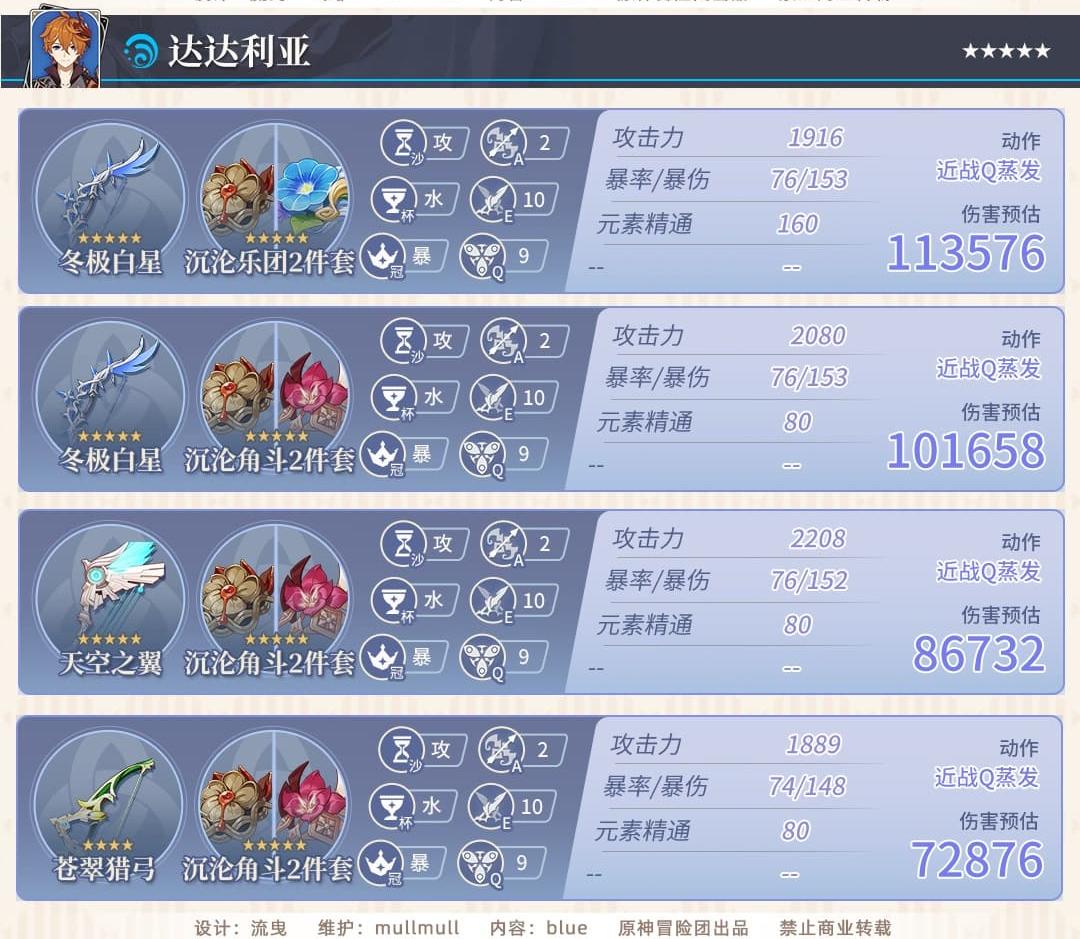 达达利亚
★★★★★
攻 2
水 10
暴 9
沙 A
杯 E
冠 Q
★★★★★ ★★★★★
冬极白星 沉沦乐团2件套
攻击力 1916
暴率/暴伤 76/153
元素精通 160
-- --
动作
近战Q蒸发
伤害预估
113576
攻 2
水 10
暴 9
沙 A
杯 E
冠 Q
★★★★★ ★★★★★
冬极白星 沉沦角斗2件套
攻击力 2080
暴率/暴伤 76/153
元素精通 80
-- --
动作
近战Q蒸发
伤害预估
101658
攻 2
水 10
暴 9
沙 A
杯 E
冠 Q
★★★★★ ★★★★★
天空之翼 沉沦角斗2件套
攻击力 2208
暴率/暴伤 76/152
元素精通 80
-- --
动作
近战Q蒸发
伤害预估
86732
攻 2
水 10
暴 9
沙 A
杯 E
冠 Q
★★★★ ★★★★★
苍翠猎弓 沉沦角斗2件套
攻击力 1889
暴率/暴伤 74/148
元素精通 80
-- --
动作
近战Q蒸发
伤害预估
72876
设计：流曳 维护：mullmull 内容：blue 原神冒险团出品 禁止商业转载